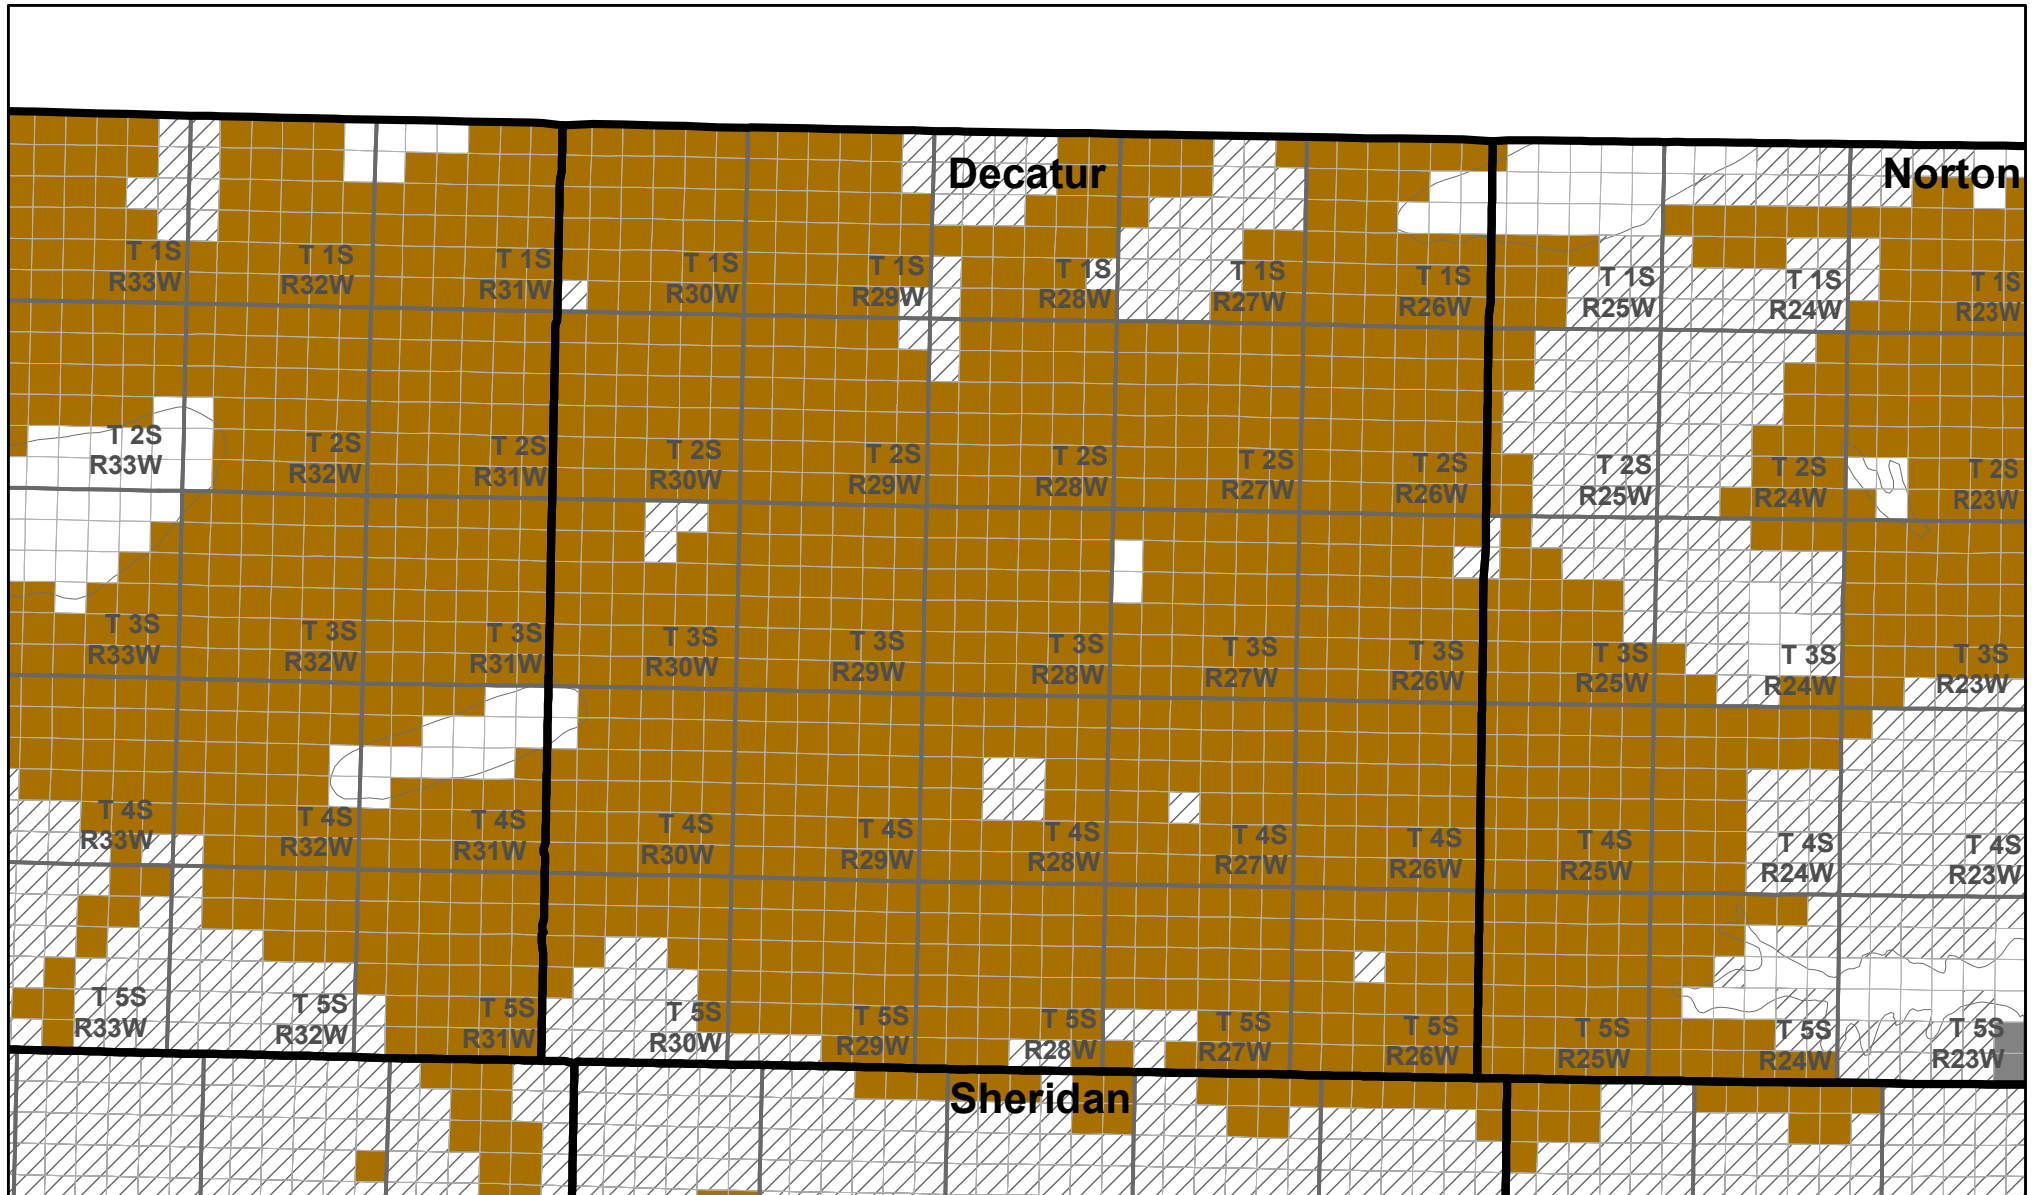 Decatur
Norton
T 1S
R33W
T 1S
R32W
T 1S
R31W
T 1S
R30W
T 1S
R29W
T 1S
R28W
T 1S
R27W
T 1S
R26W
T 1S
R25W
T 1S
R24W
T 1S
R23W
T 2S
R33W
T 2S
R32W
T 2S
R31W
T 2S
R30W
T 2S
R29W
T 2S
R28W
T 2S
R27W
T 2S
R26W
T 2S
R25W
T 2S
R24W
T 2S
R23W
T 3S
R33W
T 3S
R32W
T 3S
R31W
T 3S
R30W
T 3S
R29W
T 3S
R28W
T 3S
R27W
T 3S
R26W
T 3S
R25W
T 3S
R24W
T 3S
R23W
T 4S
R33W
T 4S
R32W
T 4S
R31W
T 4S
R30W
T 4S
R29W
T 4S
R28W
T 4S
R27W
T 4S
R26W
T 4S
R25W
T 4S
R24W
T 4S
R23W
T 5S
R33W
T 5S
R32W
T 5S
R31W
T 5S
R30W
T 5S
R29W
T 5S
R28W
T 5S
R27W
T 5S
R26W
T 5S
R25W
T 5S
R24W
T 5S
R23W
Sheridan